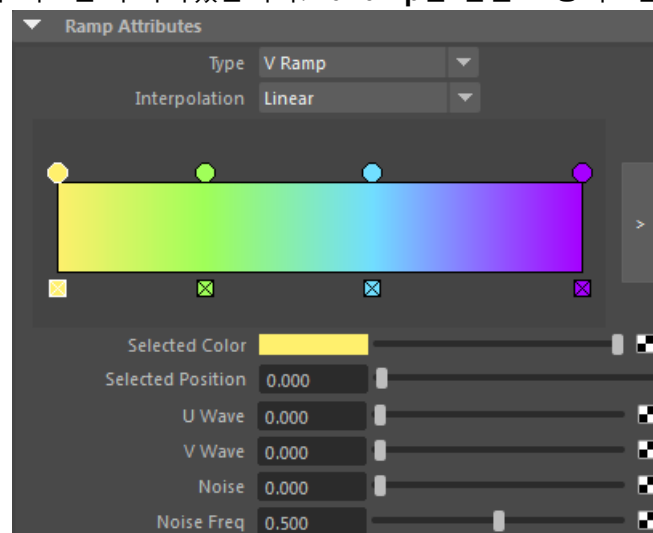 Ramp Attributes
Type V Ramp
Interpolation Linear
>
Selected Color
Selected Position 0.000
U Wave 0.000
V Wave 0.000
Noise 0.000
Noise Freq 0.500